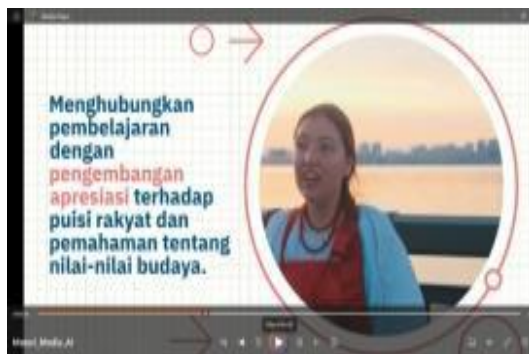 Menghubungkan
pembelajaran
dengan
pengembangan
apresiasi terhadap
puisi rakyat dan
pemahaman tentang
nilai-nilai budaya.